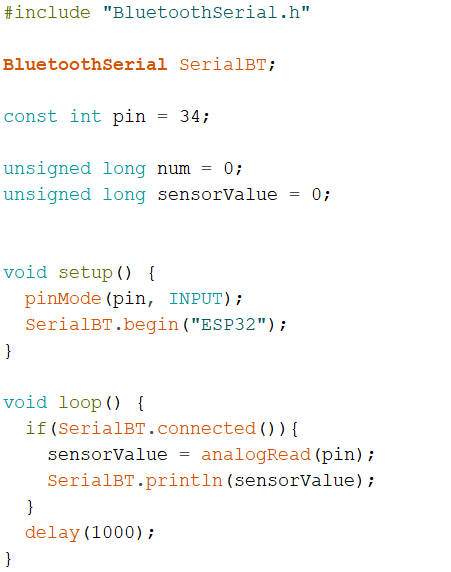 #include "BluetoothSerial.h"
BluetoothSerial SerialBT;
const int pin = 34;
unsigned long num = 0;
unsigned long sensorValue = 0;
void setup() {
  pinMode(pin, INPUT);
  SerialBT.begin("ESP32");
}
void loop() {
  if(SerialBT.connected()){
    sensorValue = analogRead(pin);
    SerialBT.println(sensorValue);
  }
  delay(1000);
}